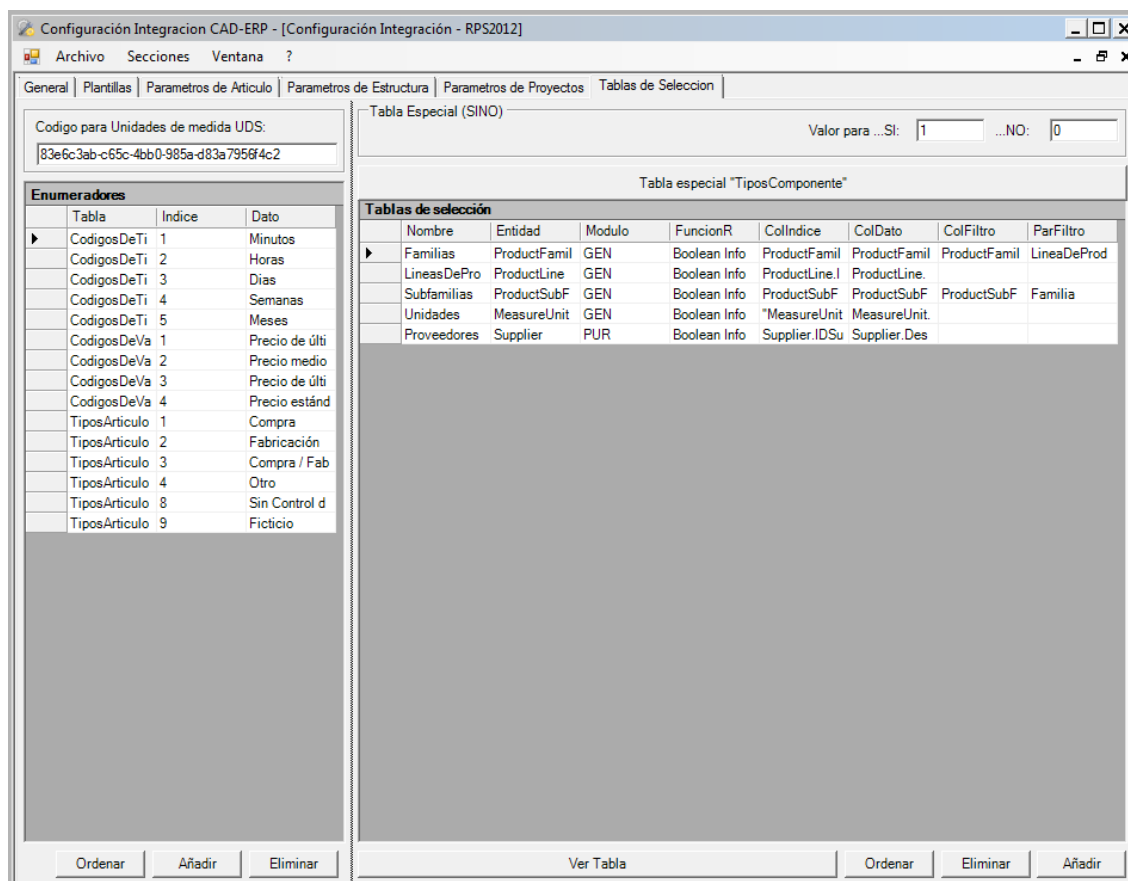 Configuración Integracion CAD-ERP - [Configuración Integración - RPS2012]
Archivo Secciones Ventana ?
General Plantillas Parametros de Articulo Parametros de Estructura Parametros de Proyectos Tablas de Seleccion
Codigo para Unidades de medida UDS:
83e6c3ab-c65c-4bb0-985a-d83a7956f4c2
Enumeradores
Tabla Indice Dato
CodigosDeTi 1 Minutos
CodigosDeTi 2 Horas
CodigosDeTi 3 Dias
CodigosDeTi 4 Semanas
CodigosDeTi 5 Meses
CodigosDeVa 1 Precio de últi
CodigosDeVa 2 Precio medio
CodigosDeVa 3 Precio de últi
CodigosDeVa 4 Precio estánd
TiposArticulo 1 Compra
TiposArticulo 2 Fabricación
TiposArticulo 3 Compra / Fab
TiposArticulo 4 Otro
TiposArticulo 8 Sin Control d
TiposArticulo 9 Ficticio
Ordenar Añadir Eliminar
Tabla Especial (SINO)
Valor para ...SI: 1 ...NO: 0
Tabla especial "TiposComponente"
Tablas de selección
Nombre Entidad Modulo FuncionR ColIndice ColDato ColFiltro ParFiltro
Familias ProductFamil GEN Boolean Info ProductFamil ProductFamil ProductFamil LineaDeProd
LineasDePro ProductLine GEN Boolean Info ProductLine.I ProductLine.
Subfamilias ProductSubF GEN Boolean Info ProductSubF ProductSubF ProductSubF Familia
Unidades MeasureUnit GEN Boolean Info "MeasureUnit MeasureUnit.
Proveedores Supplier PUR Boolean Info Supplier.IDSu Supplier.Des
Ver Tabla Ordenar Eliminar Añadir